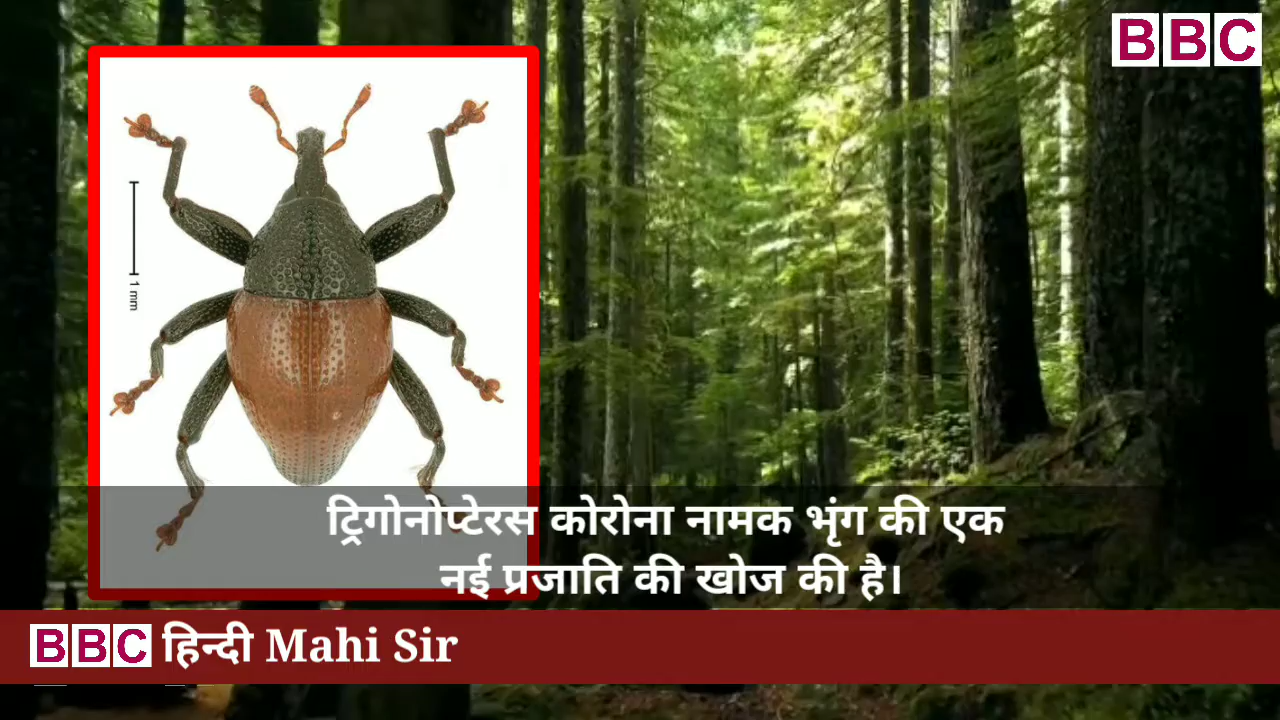 BBC
1 mm
ट्रिगोनोप्टेरस कोरोना नामक भृंग की एक
नई प्रजाति की खोज की है।
BBC हिन्दी Mahi Sir